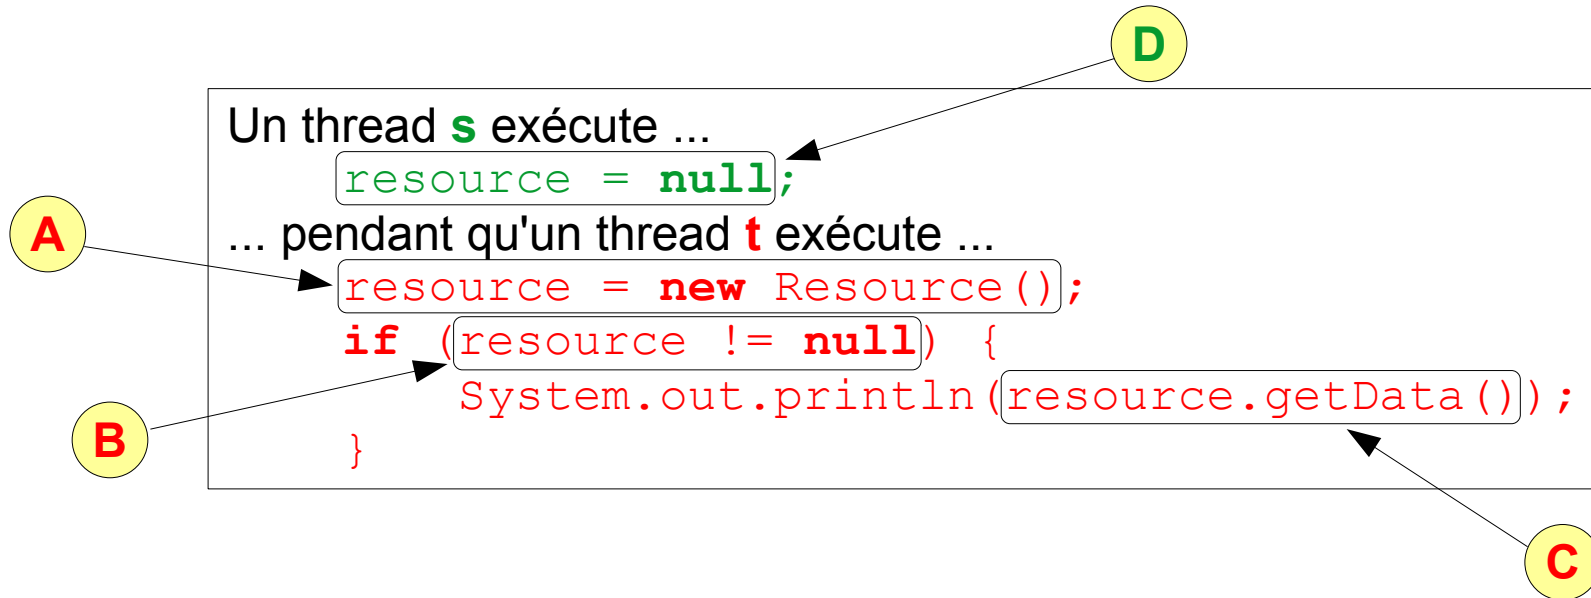 D
Un thread s exécute ...
resource = null;
A
... pendant qu'un thread t exécute ...
resource = new Resource();
if (resource != null) {
System.out.println(resource.getData());
B
}
C